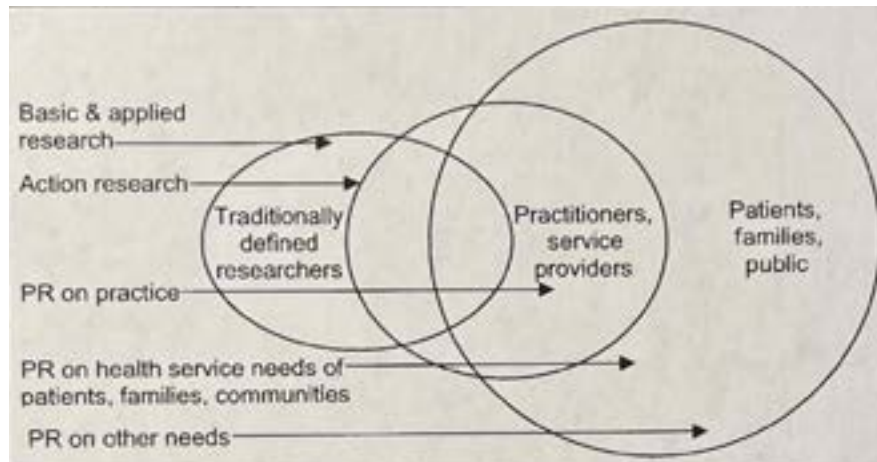 Basic & applied
research
Action research
Traditionally
defined
researchers
Practitioners,
service
providers
Patients,
families,
public
PR on practice
PR on health service needs of
patients, families, communities
PR on other needs